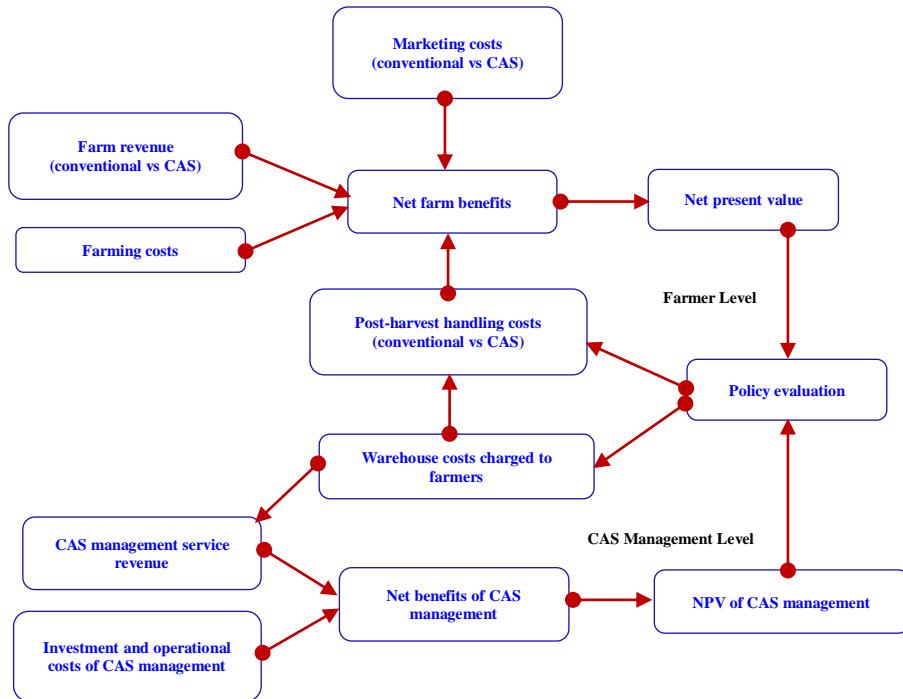 Marketing costs
(conventional vs CAS)
Farm revenue
(conventional vs CAS)
Net farm benefits
Net present value
Farming costs
Farmer Level
Post-harvest handling costs
(conventional vs CAS)
Policy evaluation
Warehouse costs charged to
farmers
CAS management service
revenue
CAS Management Level
Net benefits of CAS
management
NPV of CAS management
Investment and operational
costs of CAS management